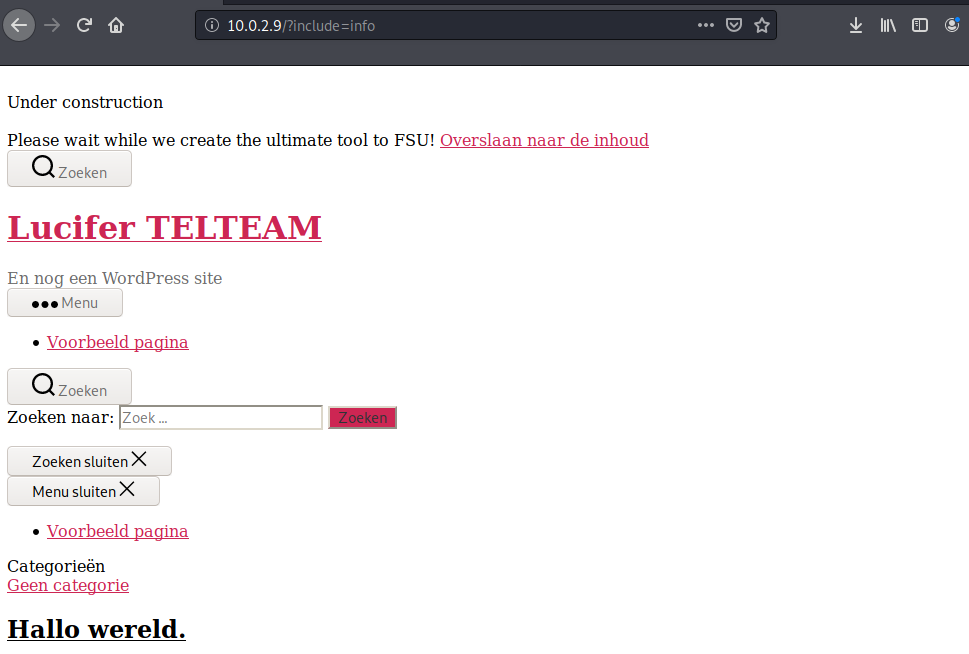 10.0.2.9/?include=info
Under construction
Please wait while we create the ultimate tool to FSU! Overslaan naar de inhoud
Zoeken
Lucifer TELTEAM
En nog een WordPress site
Menu
Voorbeeld pagina
Zoeken
Zoeken naar: Zoek ... Zoeken
Zoeken sluiten
Menu sluiten
Voorbeeld pagina
Categorieën
Geen categorie
Hallo wereld.